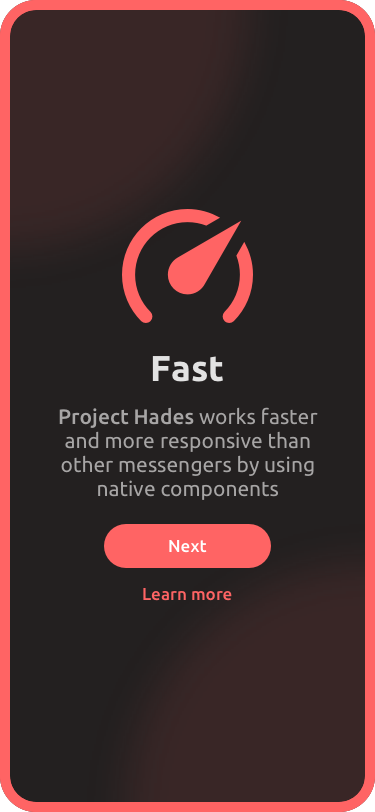 Fast
Project Hades works faster
and more responsive than
other messengers by using
native components
Next
Learn more